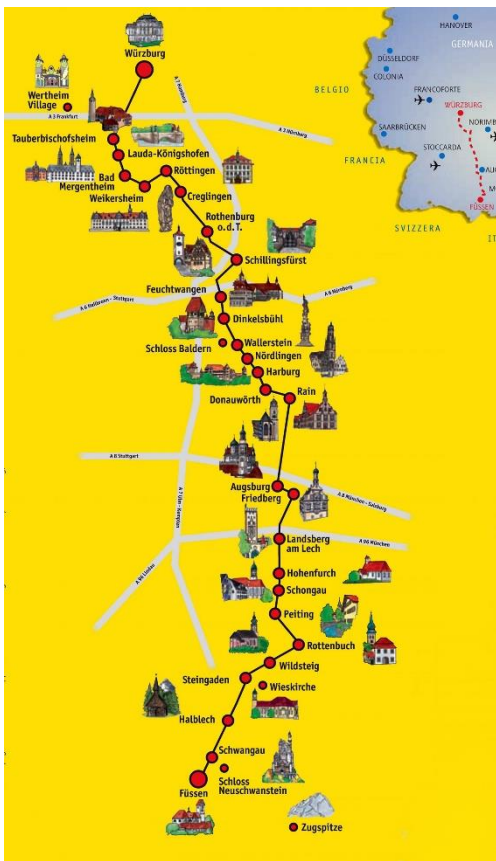 HANOVER
GERMANIA
DÜSSELDORF
COLONIA
BELGIO
FRANCOFORTE
WÜRZBURG
NORIMB
SAARBRÜCKEN
STOCCARDA
FRANCIA
AU
M
FÜSSEN
SVIZZERA
IT
Würzburg
Wertheim
Village
A 3 Frankfurt
A 3 Nürnberg
Tauberbischofsheim
Lauda-Königshofen
Bad
Mergentheim
Röttingen
Weikersheim
Creglingen
Rothenburg
o.d.T.
Schillingsfürst
Feuchtwangen
A 6 Heilbronn - Stuttgart
A 6 Nürnberg
Dinkelsbühl
Schloss Baldern
Wallerstein
Nördlingen
Harburg
Donauwörth
Rain
A 8 Stuttgart
Augsburg
Friedberg
A 8 München - Salzburg
A 7 Ulm - Kempten
Landsberg
am Lech
A 96 München
A 96 Lindau
Hohenfurch
Schongau
Peiting
Rottenbuch
Wildsteig
Steingaden
Wieskirche
Halblech
Schwangau
Schloss
Neuschwanstein
Füssen
Zugspitze